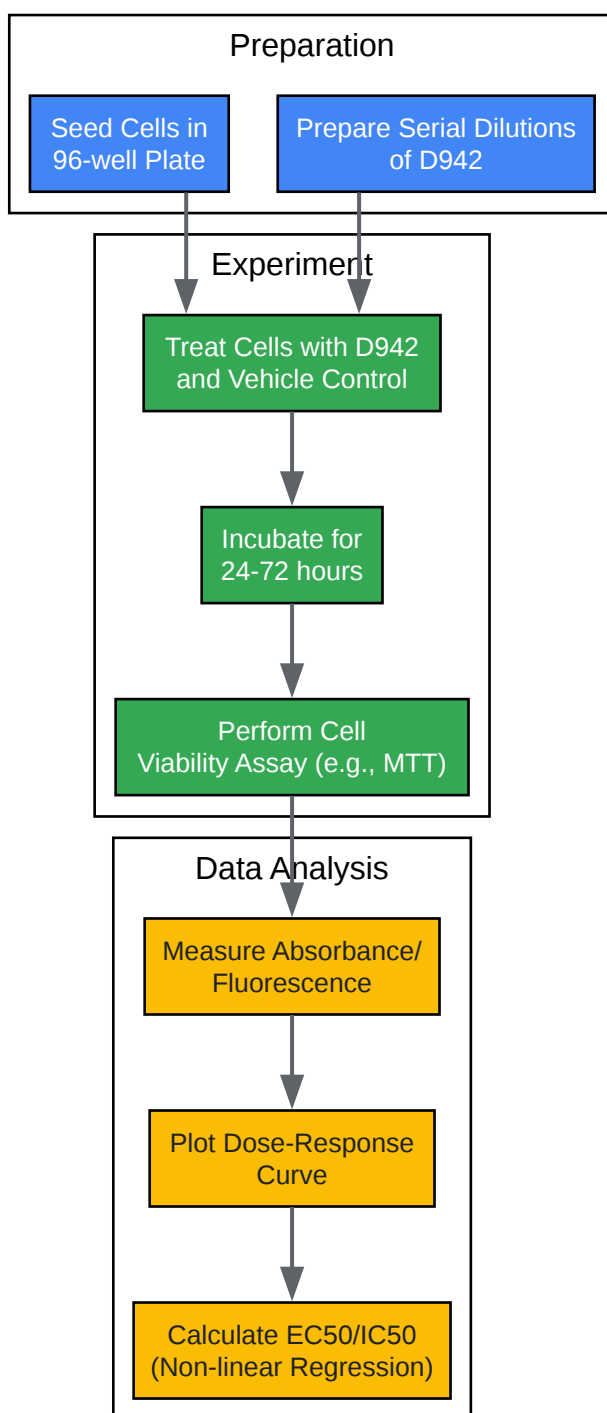 Preparation
Seed Cells in
96-well Plate
Prepare Serial Dilutions
of D942
Experiment
Treat Cells with D942
and Vehicle Control
Incubate for
24-72 hours
Perform Cell
Viability Assay (e.g., MTT)
Data Analysis
Measure Absorbance/
Fluorescence
Plot Dose-Response
Curve
Calculate EC50/IC50
(Non-linear Regression)